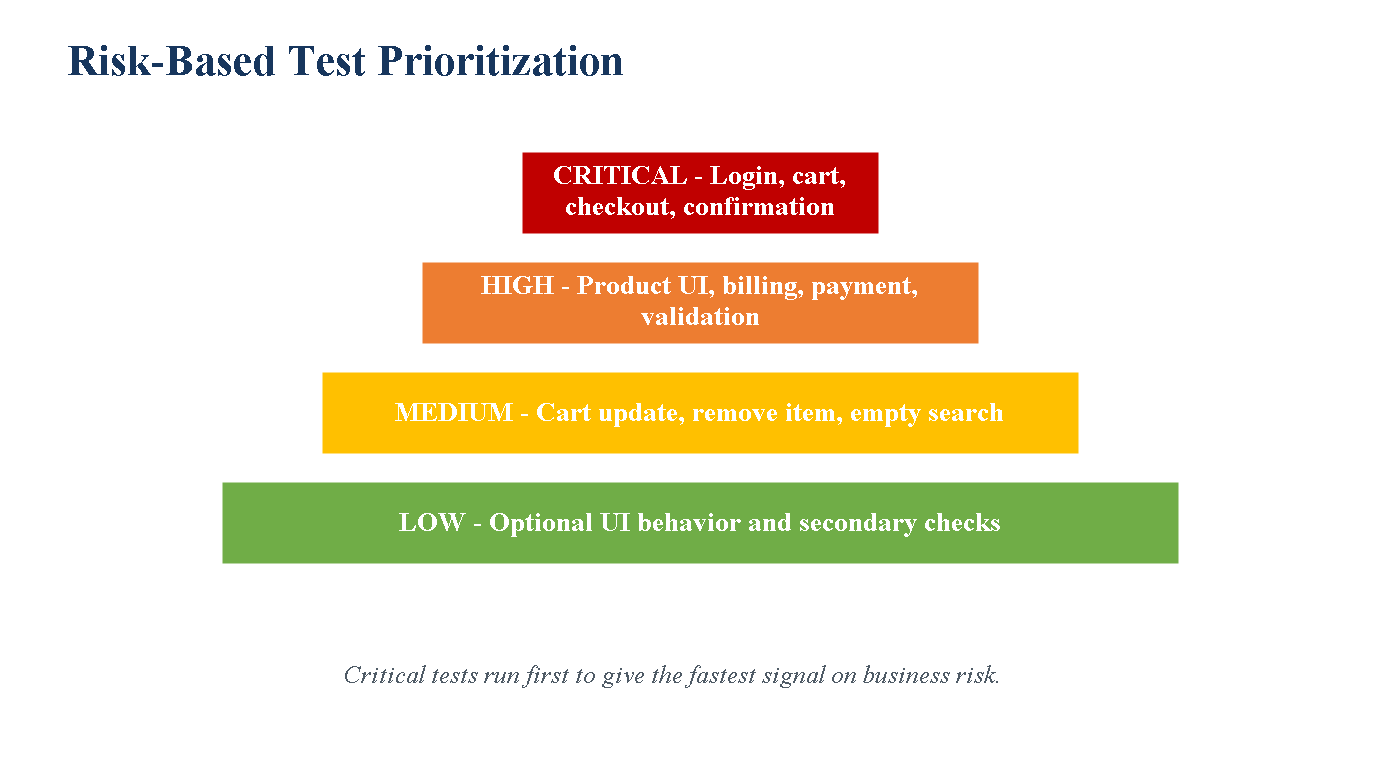 Risk-Based Test Prioritization
CRITICAL - Login, cart,
checkout, confirmation
HIGH - Product UI, billing, payment,
validation
MEDIUM - Cart update, remove item, empty search
LOW - Optional UI behavior and secondary checks
Critical tests run first to give the fastest signal on business risk.